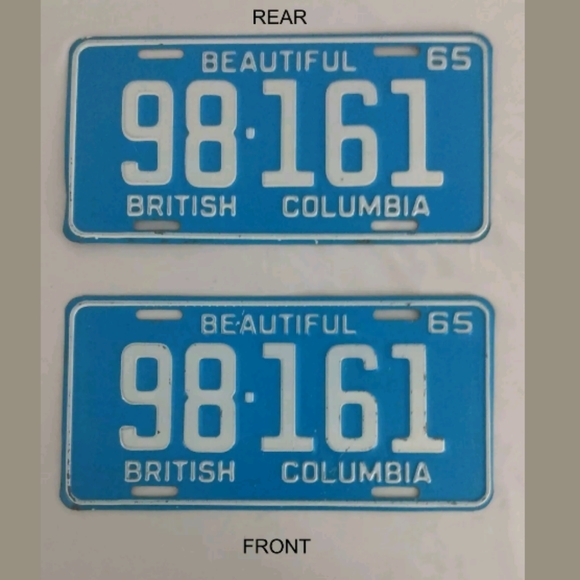 REAR
BEAUTIFUL 65
98·161
BRITISH COLUMBIA
BEAUTIFUL 65
98·161
BRITISH COLUMBIA
FRONT